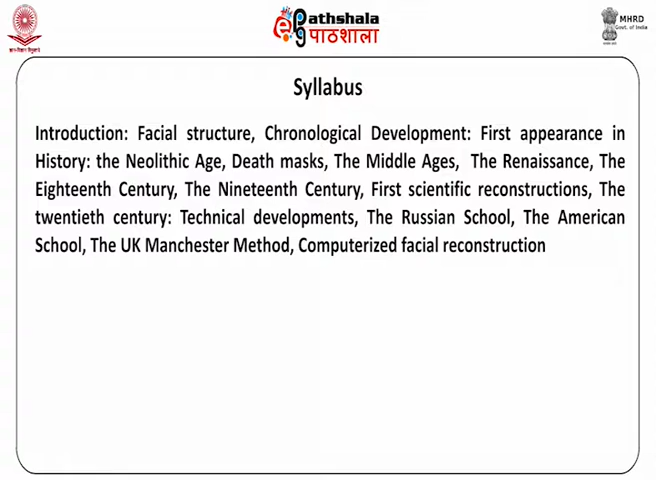 ePG Pathshala
पाठशाला
MHRD
Govt. of India
Syllabus
Introduction: Facial structure, Chronological Development: First appearance in
History: the Neolithic Age, Death masks, The Middle Ages, The Renaissance, The
Eighteenth Century, The Nineteenth Century, First scientific reconstructions, The
twentieth century: Technical developments, The Russian School, The American
School, The UK Manchester Method, Computerized facial reconstruction